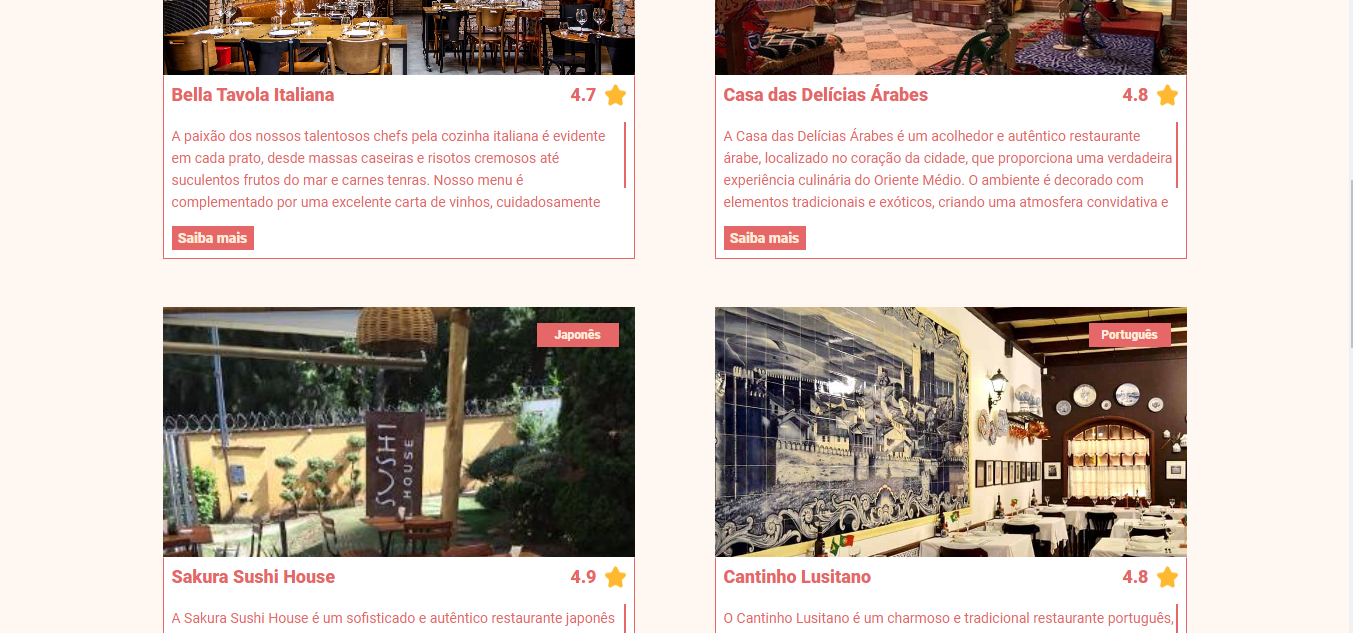 Bella Tavola Italiana
4.7
A paixão dos nossos talentosos chefs pela cozinha italiana é evidente
em cada prato, desde massas caseiras e risotos cremosos até
suculentos frutos do mar e carnes tenras. Nosso menu é
complementado por uma excelente carta de vinhos, cuidadosamente
Saiba mais
Casa das Delícias Árabes
4.8
A Casa das Delícias Árabes é um acolhedor e autêntico restaurante
árabe, localizado no coração da cidade, que proporciona uma verdadeira
experiência culinária do Oriente Médio. O ambiente é decorado com
elementos tradicionais e exóticos, criando uma atmosfera convidativa e
Saiba mais
Japonês
SUSHI
HOUSE
Sakura Sushi House
4.9
A Sakura Sushi House é um sofisticado e autêntico restaurante japonês
Português
Cantinho Lusitano
4.8
O Cantinho Lusitano é um charmoso e tradicional restaurante português,